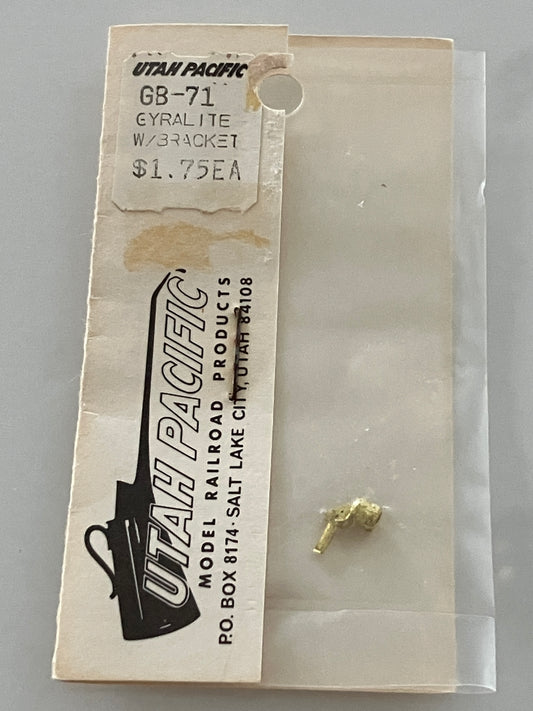 UTAH PACIFIC
GB-71
GYRALITE
W/BRACKET
$1.75EA
UTAH PACIFIC
MODEL RAILROAD PRODUCTS
P.O. BOX 8174 · SALT LAKE CITY, UTAH 84108